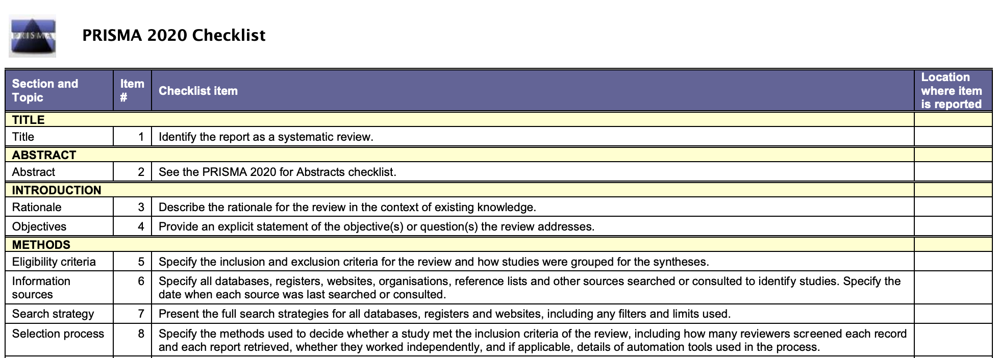 PRISMA
PRISMA 2020 Checklist
Section and Topic
Item #
Checklist item
Location where item is reported
TITLE
Title 1 Identify the report as a systematic review.
ABSTRACT
Abstract 2 See the PRISMA 2020 for Abstracts checklist.
INTRODUCTION
Rationale 3 Describe the rationale for the review in the context of existing knowledge.
Objectives 4 Provide an explicit statement of the objective(s) or question(s) the review addresses.
METHODS
Eligibility criteria 5 Specify the inclusion and exclusion criteria for the review and how studies were grouped for the syntheses.
Information sources 6 Specify all databases, registers, websites, organisations, reference lists and other sources searched or consulted to identify studies. Specify the
date when each source was last searched or consulted.
Search strategy 7 Present the full search strategies for all databases, registers and websites, including any filters and limits used.
Selection process 8 Specify the methods used to decide whether a study met the inclusion criteria of the review, including how many reviewers screened each record
and each report retrieved, whether they worked independently, and if applicable, details of automation tools used in the process.